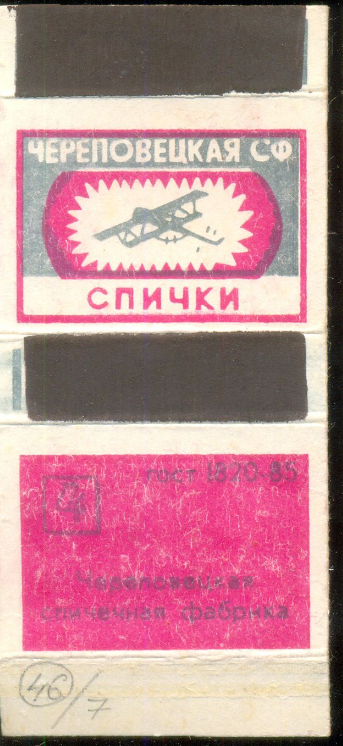 ЧЕРЕПОВЕЦКАЯ СФ
СПИЧКИ
гост 1820-85
Череповецкая
спичечная фабрика
46/7